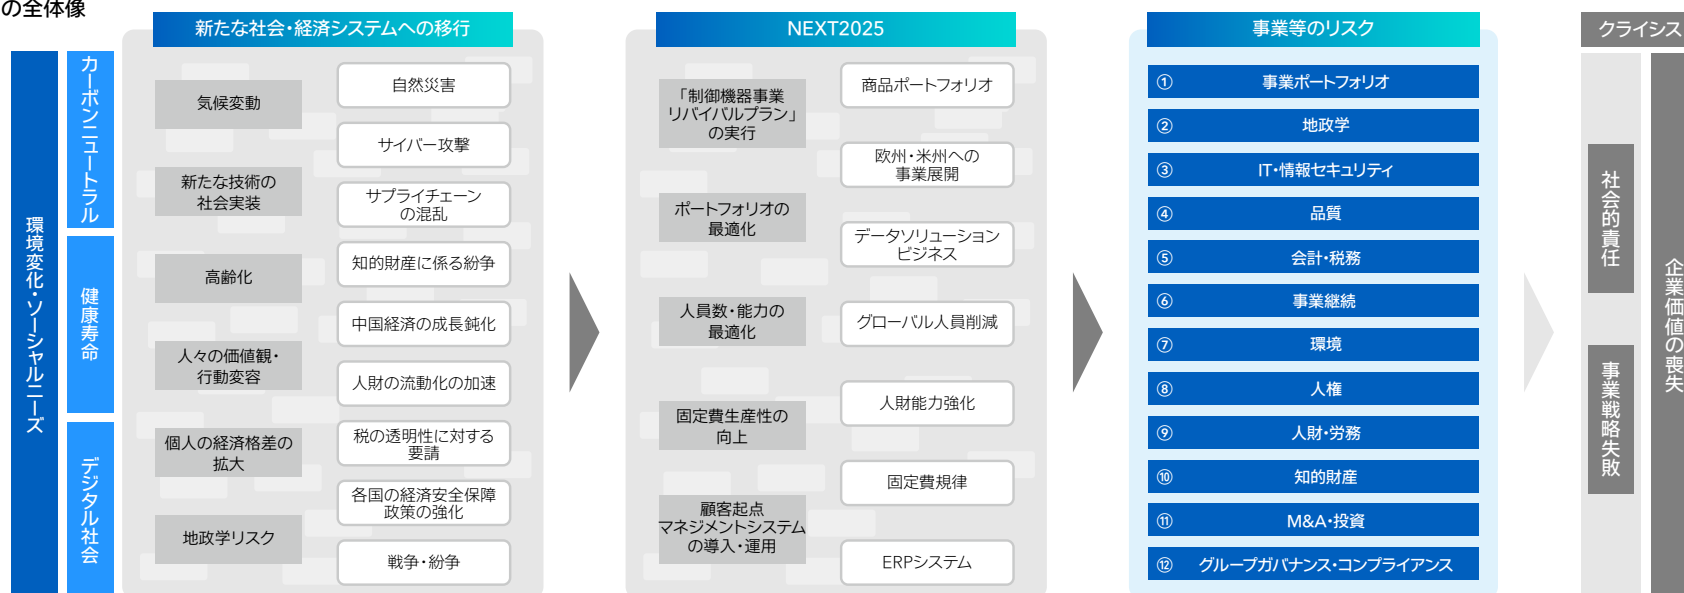 の全体像
環境変化・ソーシャルニーズ
カーボンニュートラル
健康寿命
デジタル社会
新たな社会・経済システムへの移行
気候変動
新たな技術の
社会実装
高齢化
人々の価値観・
行動変容
個人の経済格差の
拡大
地政学リスク
自然災害
サイバー攻撃
サプライチェーン
の混乱
知的財産に係る紛争
中国経済の成長鈍化
人財の流動化の加速
税の透明性に対する
要請
各国の経済安全保障
政策の強化
戦争・紛争
NEXT2025
「制御機器事業
リバイバルプラン」
の実行
ポートフォリオの
最適化
人員数・能力の
最適化
固定費生産性の
向上
顧客起点
マネジメントシステム
の導入・運用
商品ポートフォリオ
欧州・米州への
事業展開
データソリューション
ビジネス
グローバル人員削減
人財能力強化
固定費規律
ERPシステム
事業等のリスク
① 事業ポートフォリオ
② 地政学
③ IT・情報セキュリティ
④ 品質
⑤ 会計・税務
⑥ 事業継続
⑦ 環境
⑧ 人権
⑨ 人財・労務
⑩ 知的財産
⑪ M&A・投資
⑫ グループガバナンス・コンプライアンス
クライシス
社会的責任
事業戦略失敗
企業価値の喪失